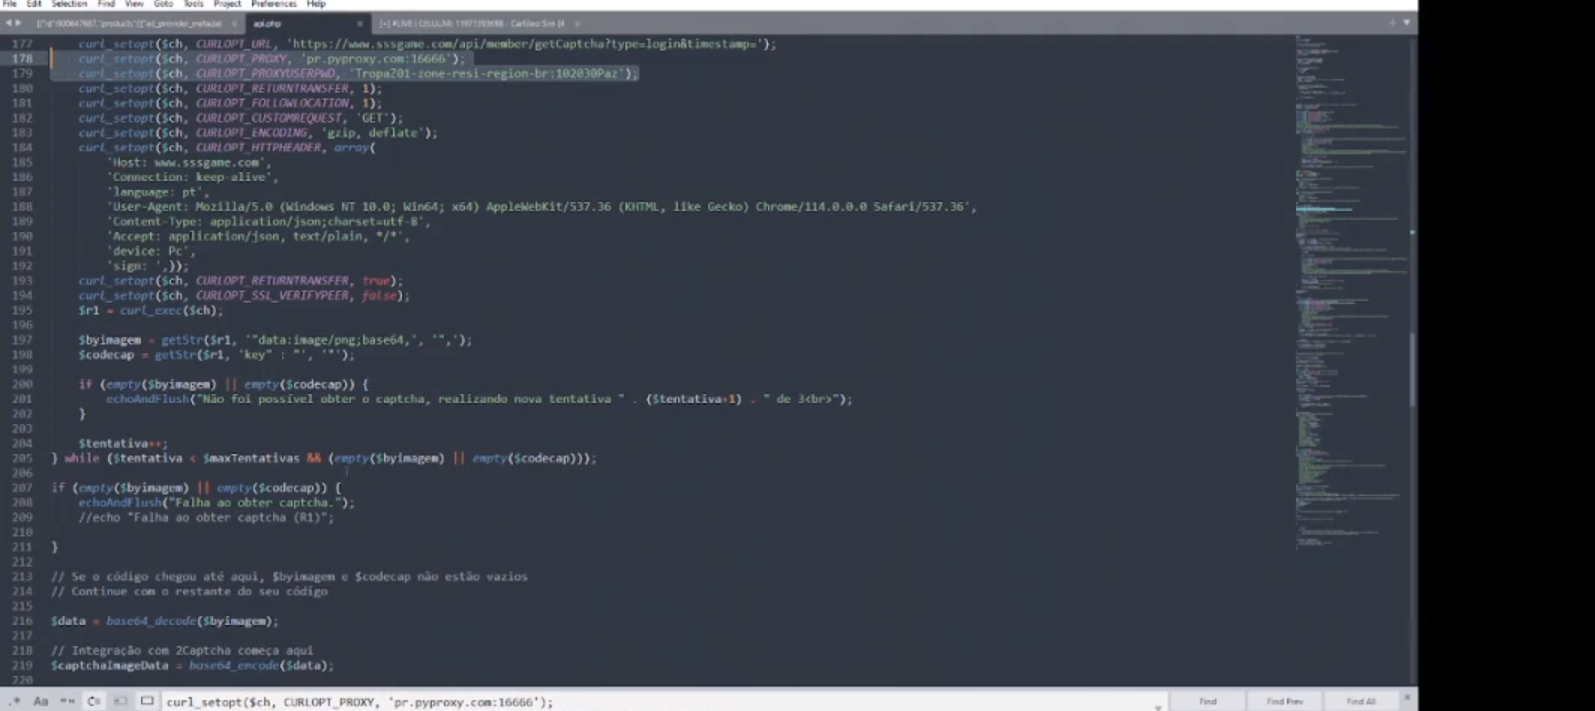 File Edit Selection Find View Goto Tools Project Preferences Help
api.php
177 curl_setopt($ch, CURLOPT_URL, 'https://www.sssgame.com/api/member/getCaptcha?type=login&timestamp=');
178 curl_setopt($ch, CURLOPT_PROXY, 'pr.pyproxy.com:16666');
179 curl_setopt($ch, CURLOPT_PROXYUSERPWD, 'TropaZ01-zone-resi-region-br:102030Paz');
180 curl_setopt($ch, CURLOPT_RETURNTRANSFER, 1);
181 curl_setopt($ch, CURLOPT_FOLLOWLOCATION, 1);
182 curl_setopt($ch, CURLOPT_CUSTOMREQUEST, 'GET');
183 curl_setopt($ch, CURLOPT_ENCODING, 'gzip, deflate');
184 curl_setopt($ch, CURLOPT_HTTPHEADER, array(
185 'Host: www.sssgame.com',
186 'Connection: keep-alive',
187 'language: pt',
188 'User-Agent: Mozilla/5.0 (Windows NT 10.0; Win64; x64) AppleWebKit/537.36 (KHTML, like Gecko) Chrome/114.0.0.0 Safari/537.36',
189 'Content-Type: application/json;charset=utf-8',
190 'Accept: application/json, text/plain, */*',
191 'device: Pc',
192 'sign: ',));
193 curl_setopt($ch, CURLOPT_RETURNTRANSFER, true);
194 curl_setopt($ch, CURLOPT_SSL_VERIFYPEER, false);
195 $r1 = curl_exec($ch);
196
197 $byimagem = getStr($r1, '"data:image/png;base64,', '",');
198 $codecap = getStr($r1, 'key" : "', '"');
199
200 if (empty($byimagem) || empty($codecap)) {
201 echoAndFlush("Não foi possível obter o captcha, realizando nova tentativa " . ($tentativa+1) . " de 3<br>");
202 }
203
204 $tentativa++;
205 } while ($tentativa < $maxTentativas && (empty($byimagem) || empty($codecap)));
206
207 if (empty($byimagem) || empty($codecap)) {
208 echoAndFlush("Falha ao obter captcha.");
209 //echo "Falha ao obter captcha (R1)";
210
211 }
212
213 // Se o código chegou até aqui, $byimagem e $codecap não estão vazios
214 // Continue com o restante do seu código
215
216 $data = base64_decode($byimagem);
217
218 // Integração com 2Captcha começa aqui
219 $captchaImageData = base64_encode($data);
220
Aa curl_setopt($ch, CURLOPT_PROXY, 'pr.pyproxy.com:16666'); Find Find Prev Find All